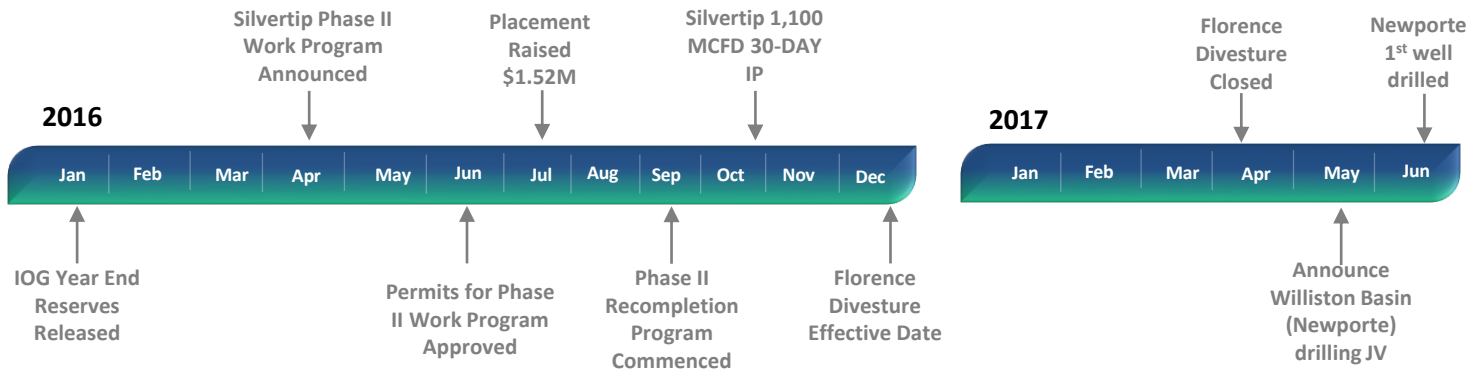 Silvertip Phase II
Work Program
Announced
Placement
Raised
$1.52M
Silvertip 1,100
MCFD 30-DAY
IP
2016
Jan Feb Mar Apr May Jun Jul Aug Sep Oct Nov Dec
IOG Year End
Reserves
Released
Permits for Phase
II Work Program
Approved
Phase II
Recompletion
Program
Commenced
Florence
Divesture
Effective Date
Florence
Divesture
Closed
Newporte
1st well
drilled
2017
Jan Feb Mar Apr May Jun
Announce
Williston Basin
(Newporte)
drilling JV